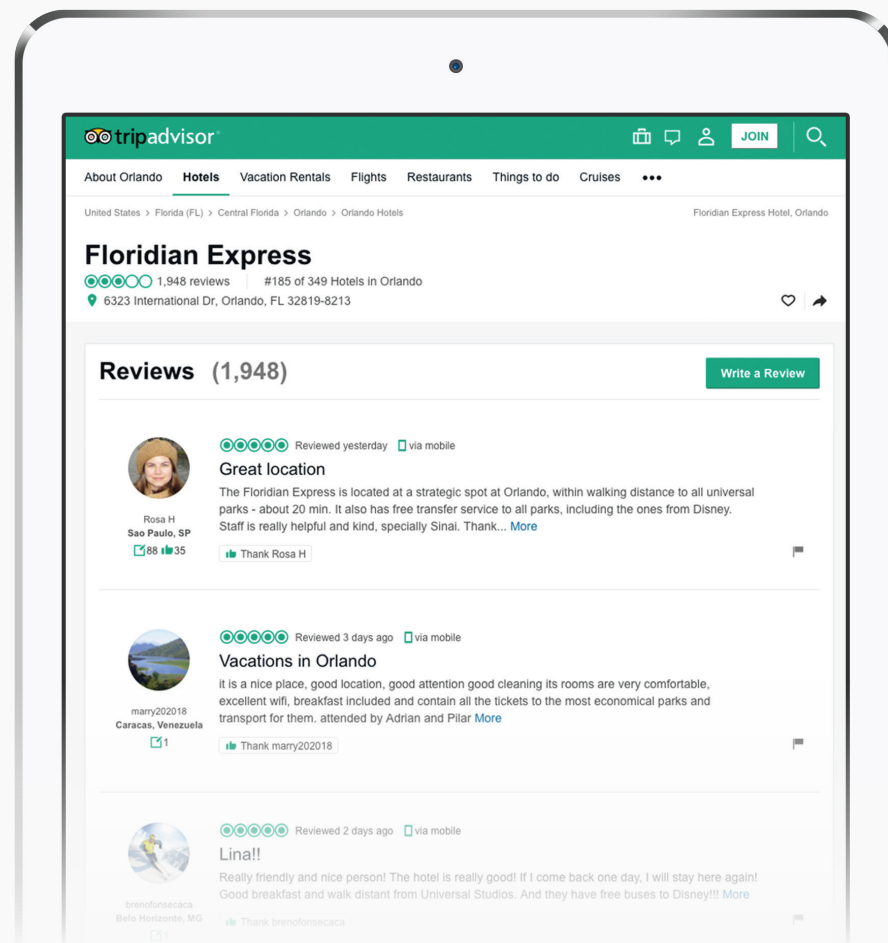 tripadvisor
JOIN
About Orlando Hotels Vacation Rentals Flights Restaurants Things to do Cruises •••
United States > Florida (FL) > Central Florida > Orlando > Orlando Hotels
Floridian Express Hotel, Orlando
Floridian Express
1,948 reviews #185 of 349 Hotels in Orlando
6323 International Dr, Orlando, FL 32819-8213
Reviews (1,948)
Write a Review
Reviewed yesterday via mobile
Great location
The Floridian Express is located at a strategic spot at Orlando, within walking distance to all universal
parks - about 20 min. It also has free transfer service to all parks, including the ones from Disney.
Staff is really helpful and kind, specially Sinai. Thank... More
Rosa H
Sao Paulo, SP
88 35
Thank Rosa H
Reviewed 3 days ago via mobile
Vacations in Orlando
it is a nice place, good location, good attention good cleaning its rooms are very comfortable,
excellent wifi, breakfast included and contain all the tickets to the most economical parks and
transport for them. attended by Adrian and Pilar More
marry202018
Caracas, Venezuela
1
Thank marry202018
Reviewed 2 days ago via mobile
Lina!!
Really friendly and nice person! The hotel is really good! If I come back one day, I will stay here again!
Good breakfast and walk distant from Universal Studios. And they have free buses to Disney!!! More
brenofonsecaca
Belo Horizonte, MG
1
Thank brenofonsecaca